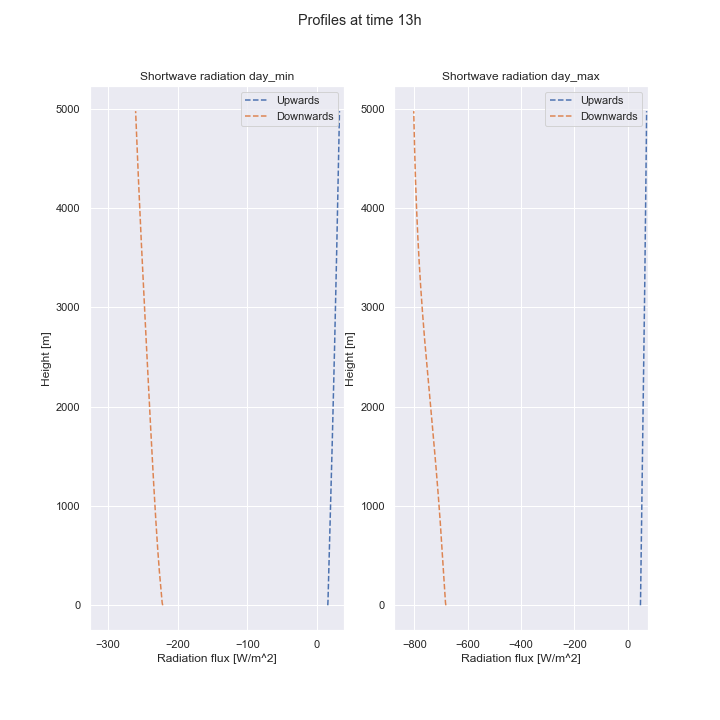 Profiles at time 13h
Shortwave radiation day_min
Upwards
Downwards
5000
4000
3000
2000
1000
0
Height [m]
−300
−200
−100
0
Radiation flux [W/m^2]
Shortwave radiation day_max
Upwards
Downwards
5000
4000
3000
2000
1000
0
Height [m]
−800
−600
−400
−200
0
Radiation flux [W/m^2]